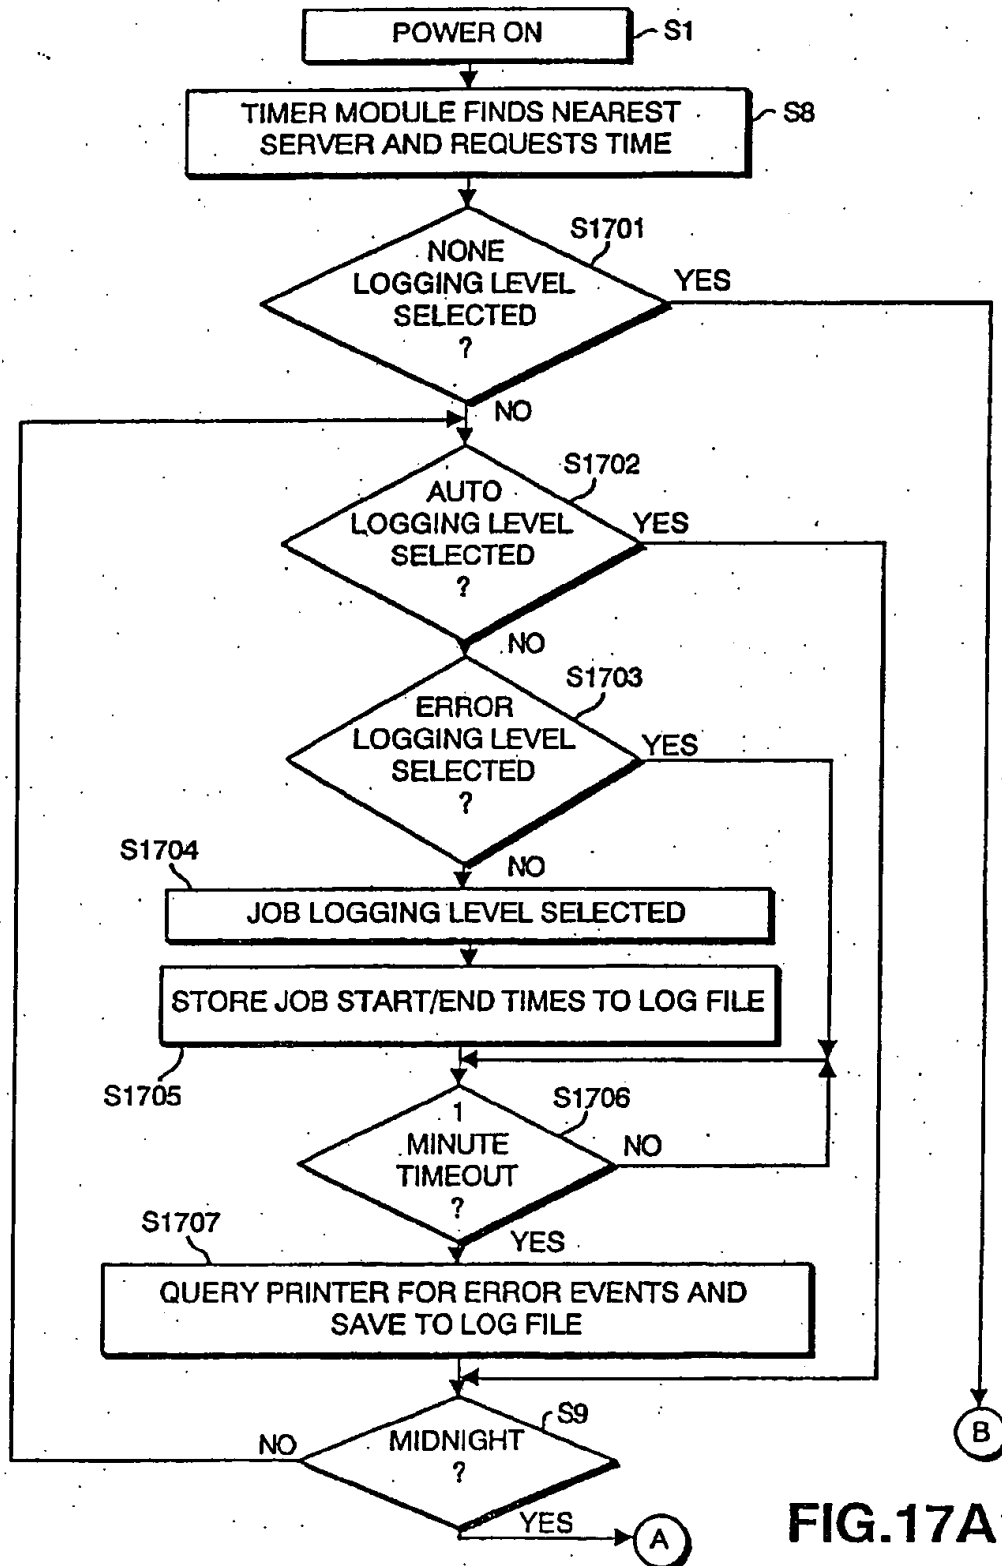 POWER ON
S1
TIMER MODULE FINDS NEAREST
SERVER AND REQUESTS TIME
S8
S1701
NONE
LOGGING LEVEL
SELECTED
?
YES
NO
S1702
AUTO
LOGGING LEVEL
SELECTED
?
YES
NO
S1703
ERROR
LOGGING LEVEL
SELECTED
?
YES
NO
S1704
JOB LOGGING LEVEL SELECTED
STORE JOB START/END TIMES TO LOG FILE
S1705
S1706
1
MINUTE
TIMEOUT
?
NO
YES
S1707
QUERY PRINTER FOR ERROR EVENTS AND
SAVE TO LOG FILE
S9
MIDNIGHT
?
NO
YES
A
B
FIG.17A